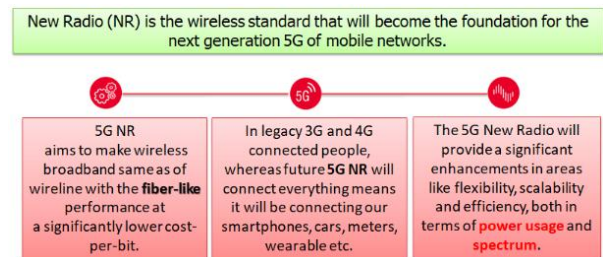 New Radio (NR) is the wireless standard that will become the foundation for the
next generation 5G of mobile networks.
5G
5G NR
aims to make wireless
broadband same as of
wireline with the fiber-like
performance at
a significantly lower cost-
per-bit.
In legacy 3G and 4G
connected people,
whereas future 5G NR will
connect everything means
it will be connecting our
smartphones, cars, meters,
wearable etc.
The 5G New Radio will
provide a significant
enhancements in areas
like flexibility, scalability
and efficiency, both in
terms of power usage and
spectrum.